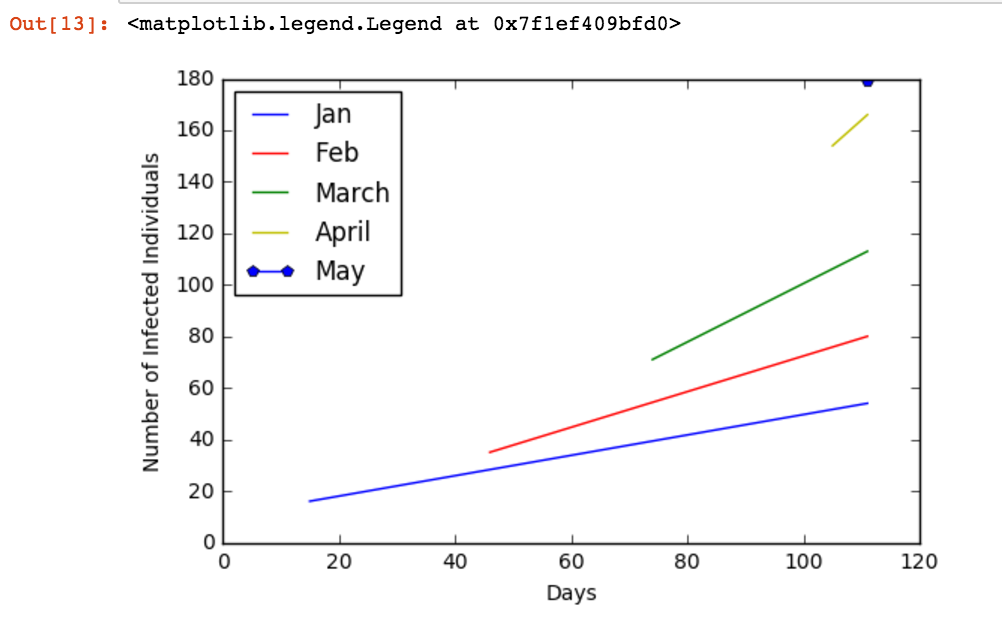 Out[13]: <matplotlib.legend.Legend at 0x7f1ef409bfd0>
180
160
140
120
100
80
60
40
20
0
Number of Infected Individuals
Jan
Feb
March
April
May
0 20 40 60 80 100 120
Days